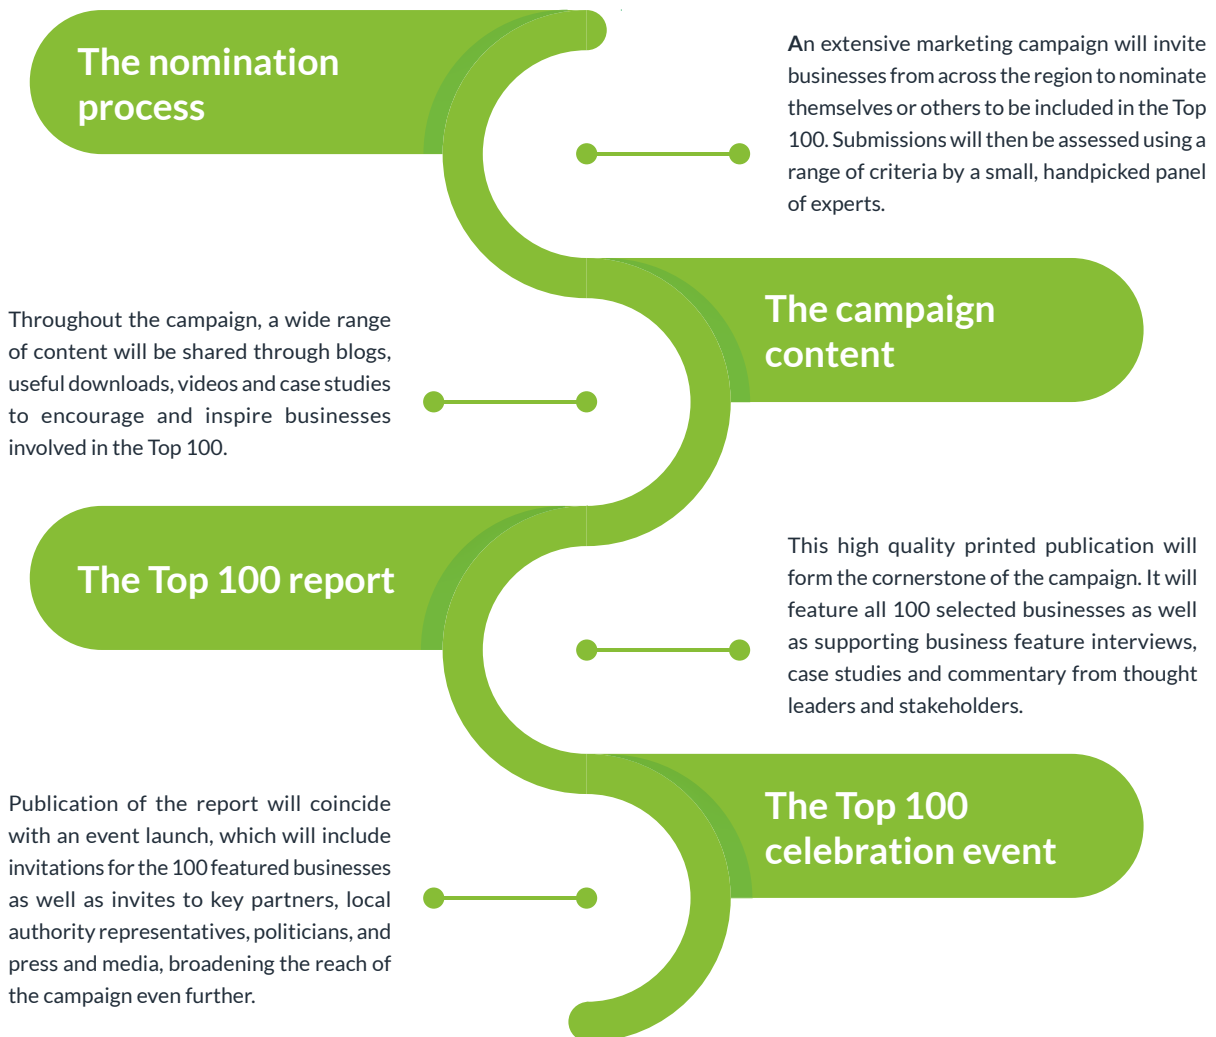 The nomination
process
An extensive marketing campaign will invite
businesses from across the region to nominate
themselves or others to be included in the Top
100. Submissions will then be assessed using a
range of criteria by a small, handpicked panel
of experts.
The campaign
content
Throughout the campaign, a wide range
of content will be shared through blogs,
useful downloads, videos and case studies
to encourage and inspire businesses
involved in the Top 100.
The Top 100 report
This high quality printed publication will
form the cornerstone of the campaign. It will
feature all 100 selected businesses as well
as supporting business feature interviews,
case studies and commentary from thought
leaders and stakeholders.
The Top 100
celebration event
Publication of the report will coincide
with an event launch, which will include
invitations for the 100 featured businesses
as well as invites to key partners, local
authority representatives, politicians, and
press and media, broadening the reach of
the campaign even further.